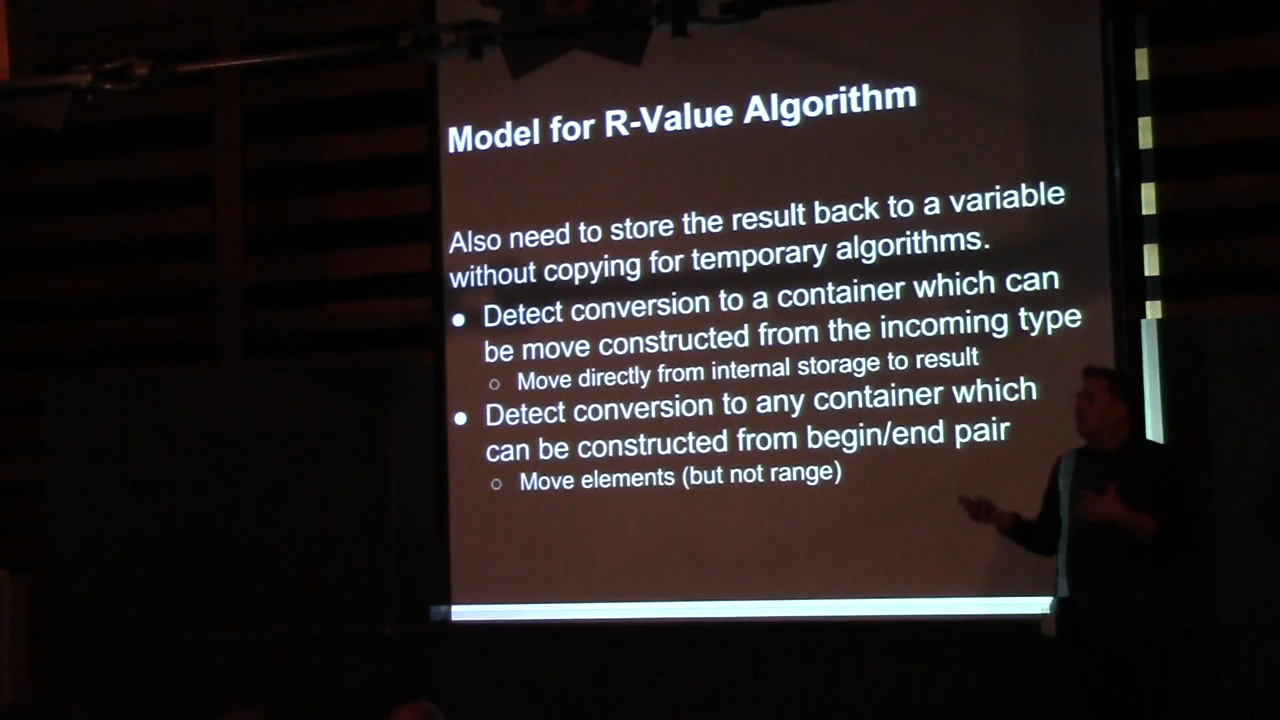 Model for R-Value Algorithm
Also need to store the result back to a variable
without copying for temporary algorithms.
● Detect conversion to a container which can
be move constructed from the incoming type
○ Move directly from internal storage to result
● Detect conversion to any container which
can be constructed from begin/end pair
○ Move elements (but not range)